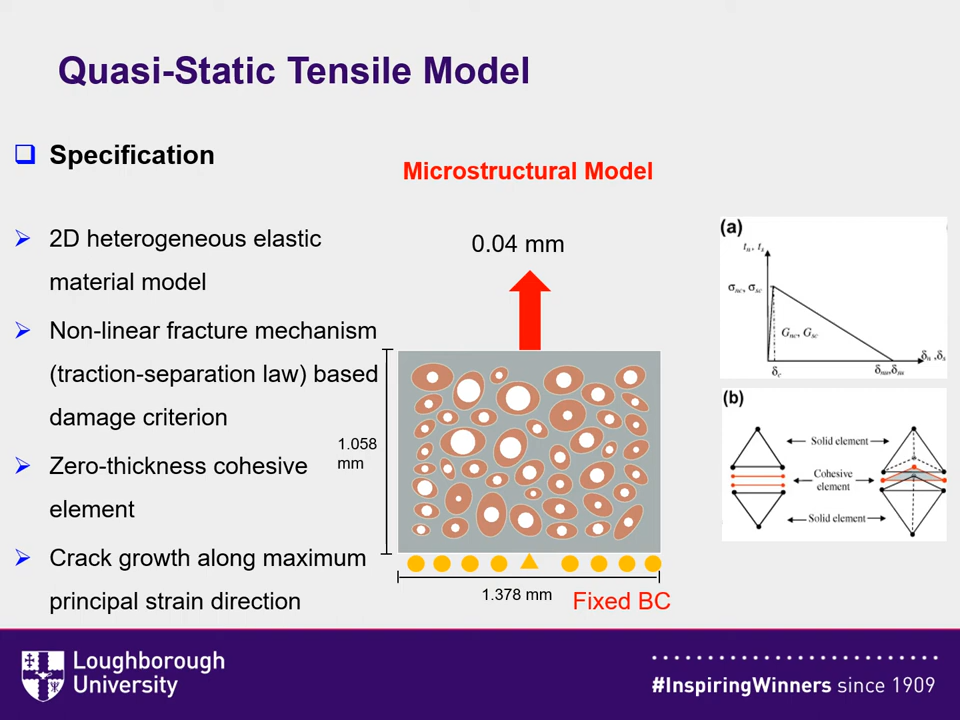 Quasi-Static Tensile Model
Specification
2D heterogeneous elastic
material model
Non-linear fracture mechanism
(traction-separation law) based
damage criterion
Zero-thickness cohesive
element
Crack growth along maximum
principal strain direction
Microstructural Model
0.04 mm
1.058
mm
1.378 mm
Fixed BC
(a)
tₙ, tₛ
σₙc, σₛc
Gₙc, Gₛc
δc
δₙ, δₛ
(b)
Solid element
Cohesive
element
Solid element
Loughborough
University
#InspiringWinners since 1909